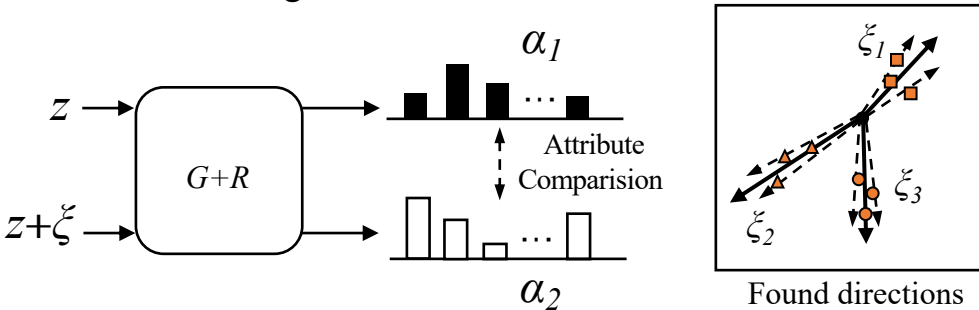 z
z+ξ
G+R
α1
...
Attribute
Comparision
...
α2
ξ1
ξ2
ξ3
Found directions